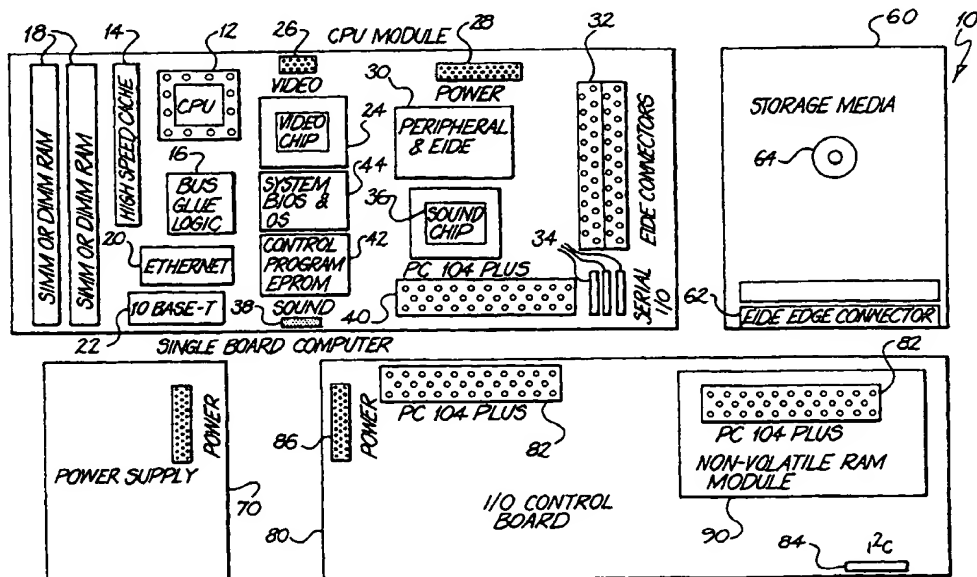 18
14
12
26
CPU MODULE
28
32
60
10
SIMM OR DIMM RAM
SIMM OR DIMM RAM
HIGH SPEED CACHE
CPU
VIDEO
POWER
30
VIDEO
CHIP
24
PERIPHERAL
& EIDE
EIDE CONNECTORS
STORAGE MEDIA
64
16
BUS
GLUE
LOGIC
44
SYSTEM
BIOS &
OS
36
SOUND
CHIP
20
ETHERNET
CONTROL
PROGRAM
EPROM
42
34
PC 104 PLUS
SERIAL
I/O
10 BASE-T
38
SOUND
40
62
EIDE EDGE CONNECTOR
22
SINGLE BOARD COMPUTER
82
POWER
POWER SUPPLY
70
86
POWER
PC 104 PLUS
82
PC 104 PLUS
NON-VOLATILE RAM
MODULE
I/O CONTROL
BOARD
80
90
84
I²C